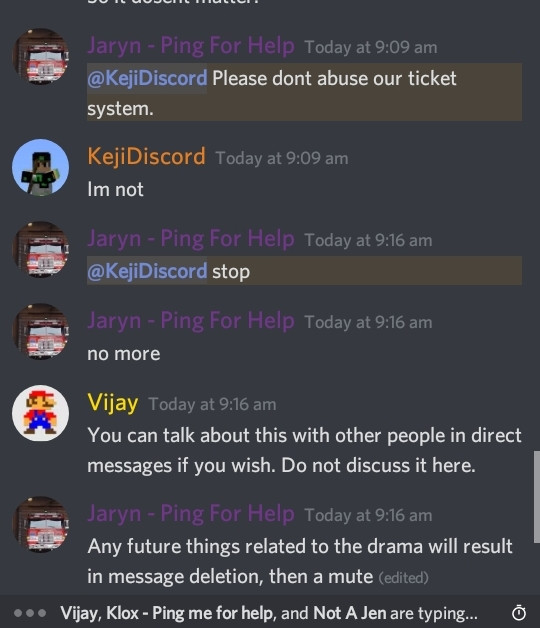 Jaryn - Ping For Help Today at 9:09 am
@KejiDiscord Please dont abuse our ticket
system.
KejiDiscord Today at 9:09 am
Im not
Jaryn - Ping For Help Today at 9:16 am
@KejiDiscord stop
Jaryn - Ping For Help Today at 9:16 am
no more
Vijay Today at 9:16 am
You can talk about this with other people in direct
messages if you wish. Do not discuss it here.
Jaryn - Ping For Help Today at 9:16 am
Any future things related to the drama will result
in message deletion, then a mute (edited)
Vijay, Klox - Ping me for help, and Not A Jen are typing...